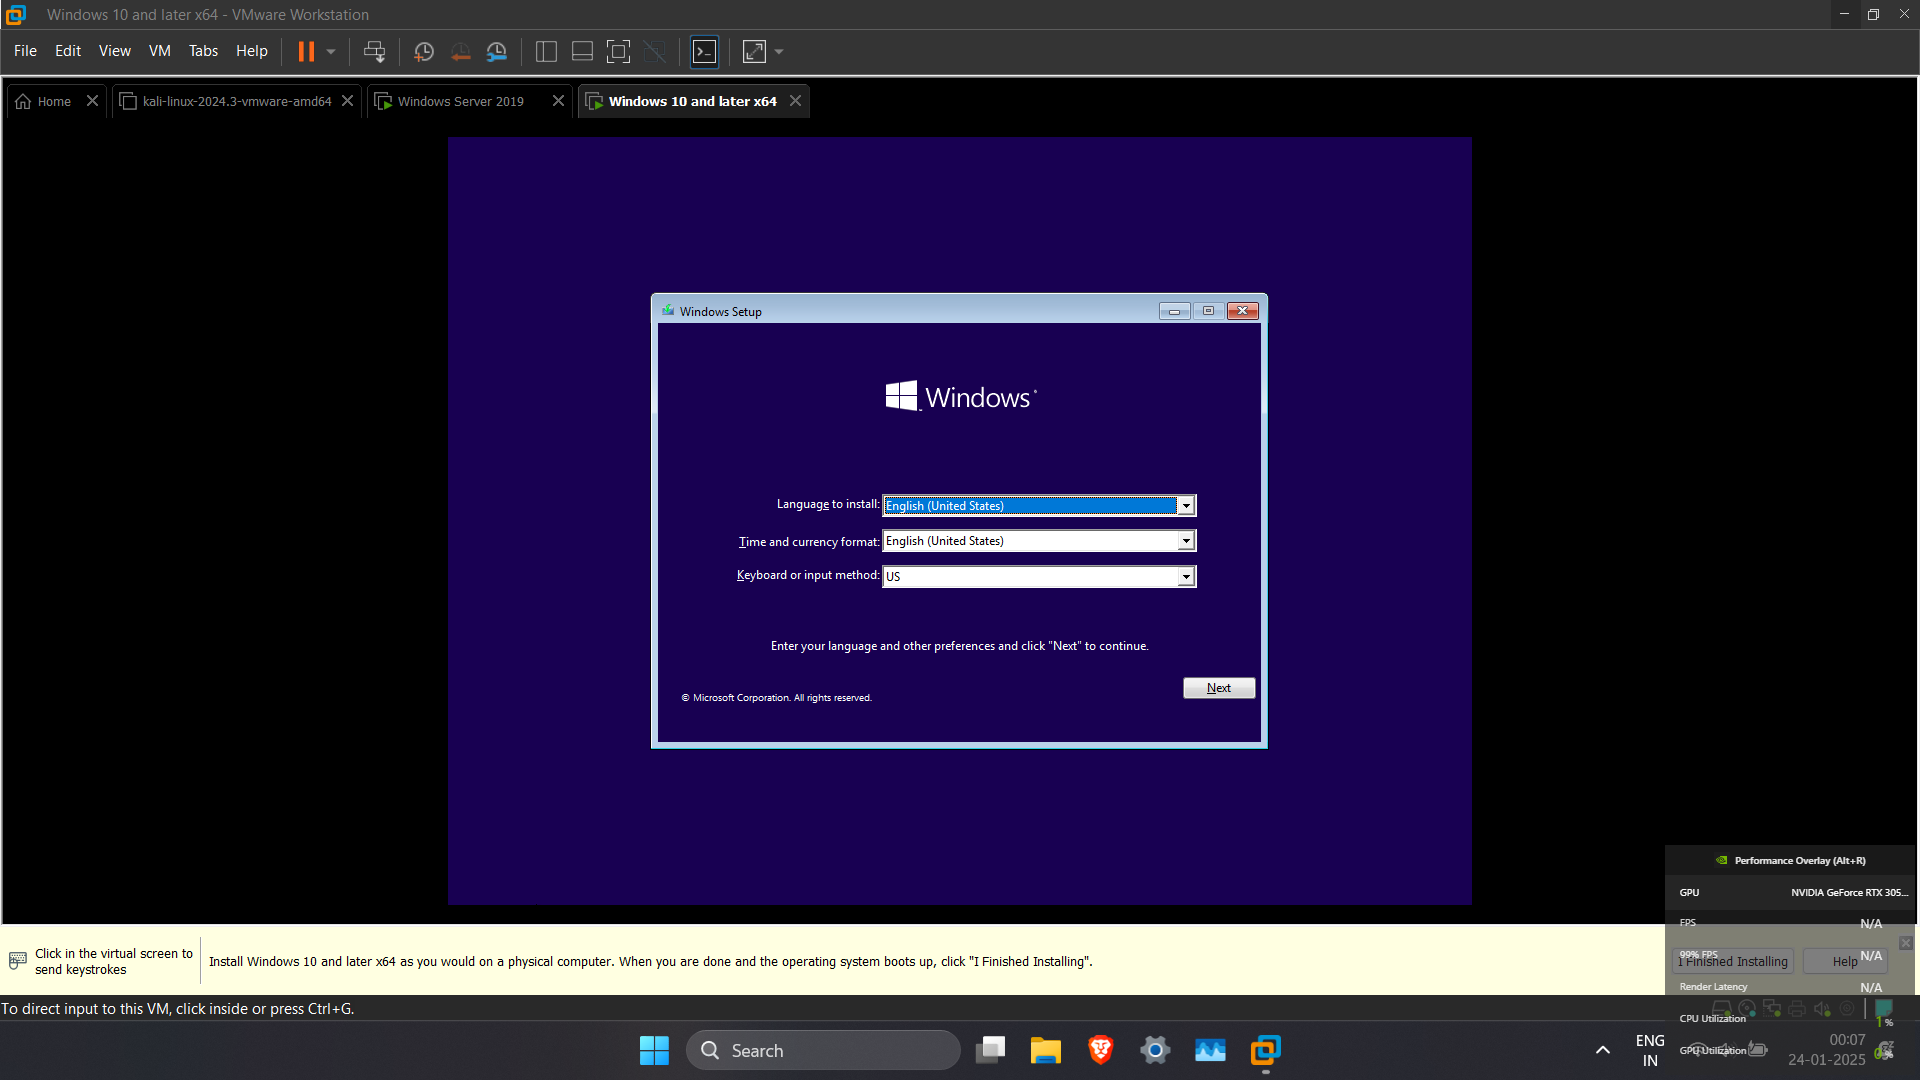 Windows 10 and later x64 - VMware Workstation
File Edit View VM Tabs Help
Home
kali-linux-2024.3-vmware-amd64
Windows Server 2019
Windows 10 and later x64
Windows Setup
Windows
Language to install: English (United States)
Time and currency format: English (United States)
Keyboard or input method: US
Enter your language and other preferences and click "Next" to continue.
Next
© Microsoft Corporation. All rights reserved.
Performance Overlay (Alt+R)
GPU NVIDIA GeForce RTX 305...
FPS N/A
99% FPS N/A
Render Latency N/A
CPU Utilization 1%
GPU Utilization 0%
Click in the virtual screen to
send keystrokes
Install Windows 10 and later x64 as you would on a physical computer. When you are done and the operating system boots up, click "I Finished Installing".
I Finished Installing
Help
To direct input to this VM, click inside or press Ctrl+G.
Search
ENG
IN
00:07
24-01-2025